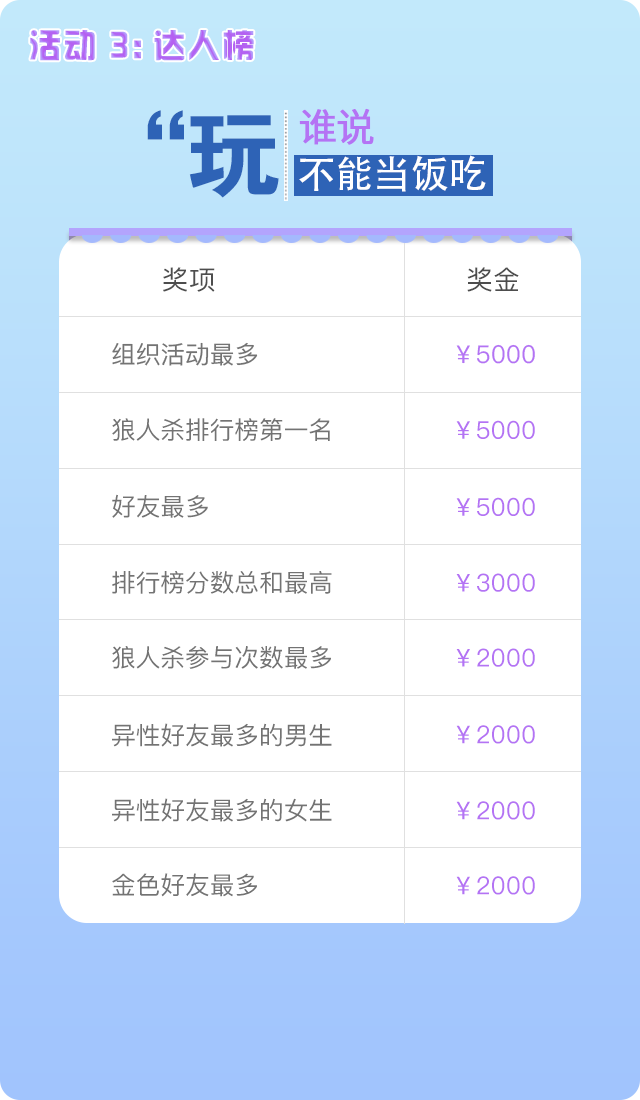 活动 3: 达人榜
“玩 谁说
不能当饭吃
奖项 奖金
组织活动最多 ¥5000
狼人杀排行榜第一名 ¥5000
好友最多 ¥5000
排行榜分数总和最高 ¥3000
狼人杀参与次数最多 ¥2000
异性好友最多的男生 ¥2000
异性好友最多的女生 ¥2000
金色好友最多 ¥2000